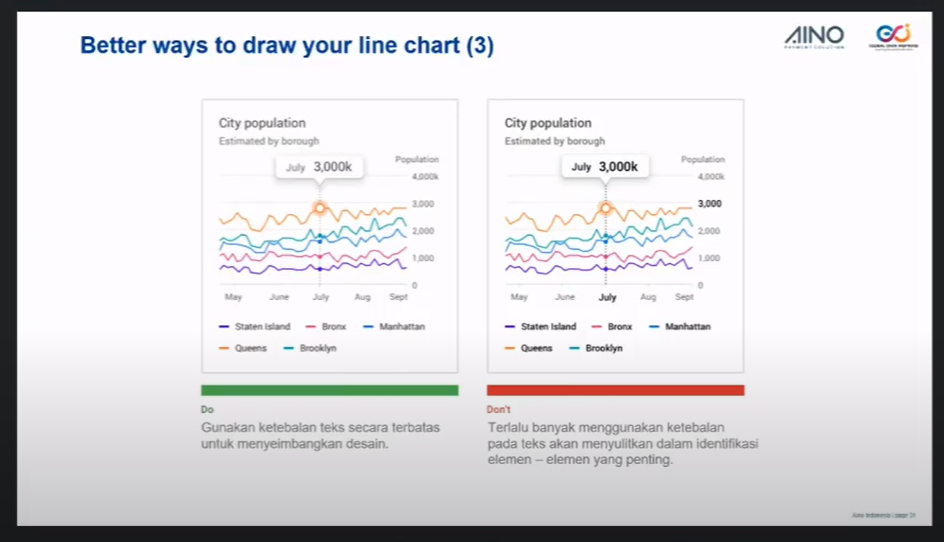 Better ways to draw your line chart (3)
AINO
City population
Estimated by borough
July 3,000k
Population
4,000k
3,000
2,000
1,000
0
May June July Aug Sept
Staten Island Bronx Manhattan
Queens Brooklyn
Do
Gunakan ketebalan teks secara terbatas
untuk menyeimbangkan desain.
City population
Estimated by borough
July 3,000k
Population
4,000k
3,000
2,000
1,000
0
May June July Aug Sept
Staten Island Bronx Manhattan
Queens Brooklyn
Don't
Terlalu banyak menggunakan ketebalan
pada teks akan menyulitkan dalam identifikasi
elemen – elemen yang penting.
Aino Indonesia | page